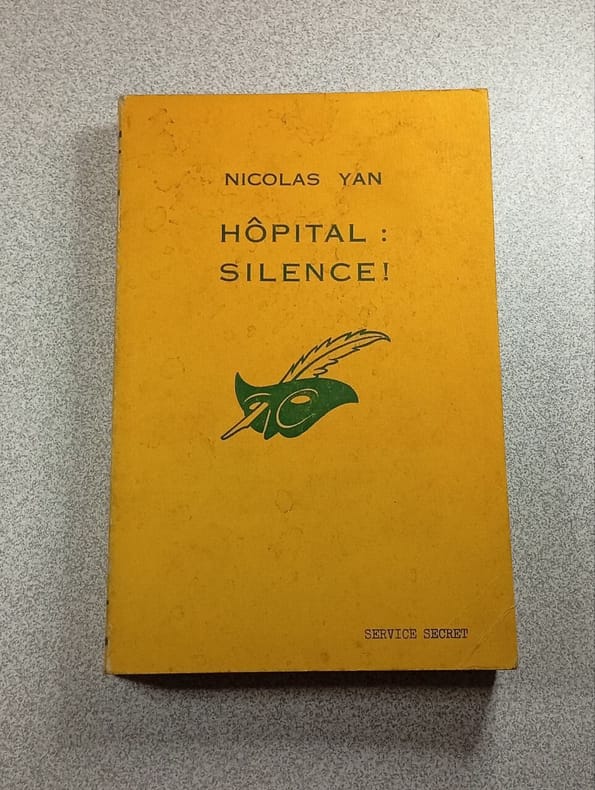 NICOLAS YAN
HÔPITAL :
SILENCE!
SERVICE SECRET